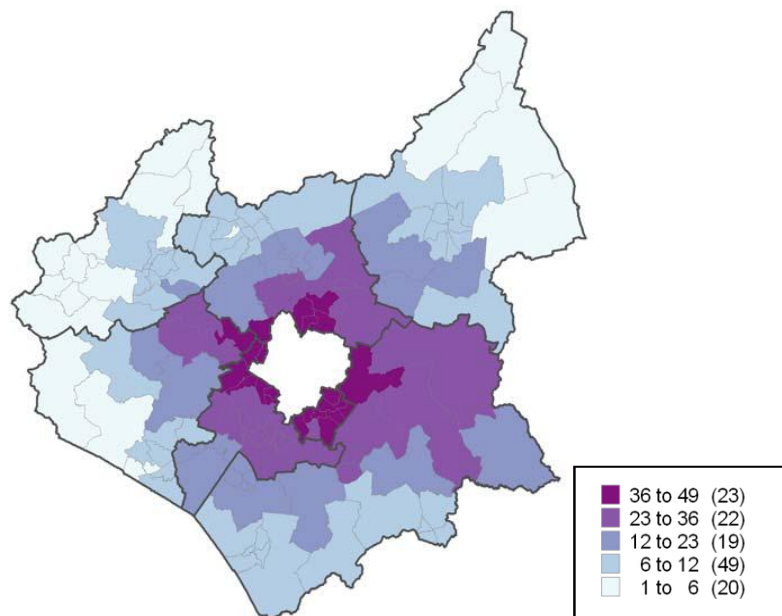 36 to 49 (23)
23 to 36 (22)
12 to 23 (19)
6 to 12 (49)
1 to 6 (20)